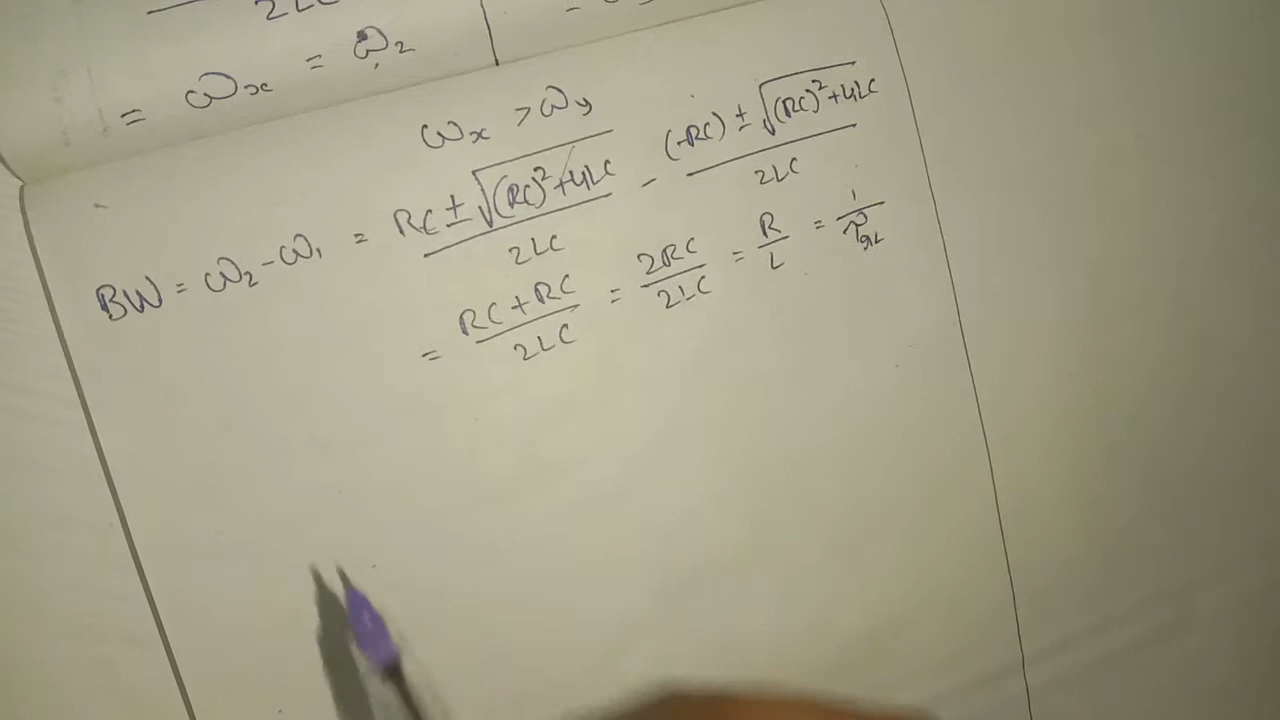 2LC
= ωx = ω2
ωx > ωy
BW = ω2 - ω1 = RC ± √((RC)² + 4LC) / 2LC - (-RC) ± √((RC)² + 4LC) / 2LC
= RC + RC / 2LC = 2RC / 2LC = R / L = 1 / τRL